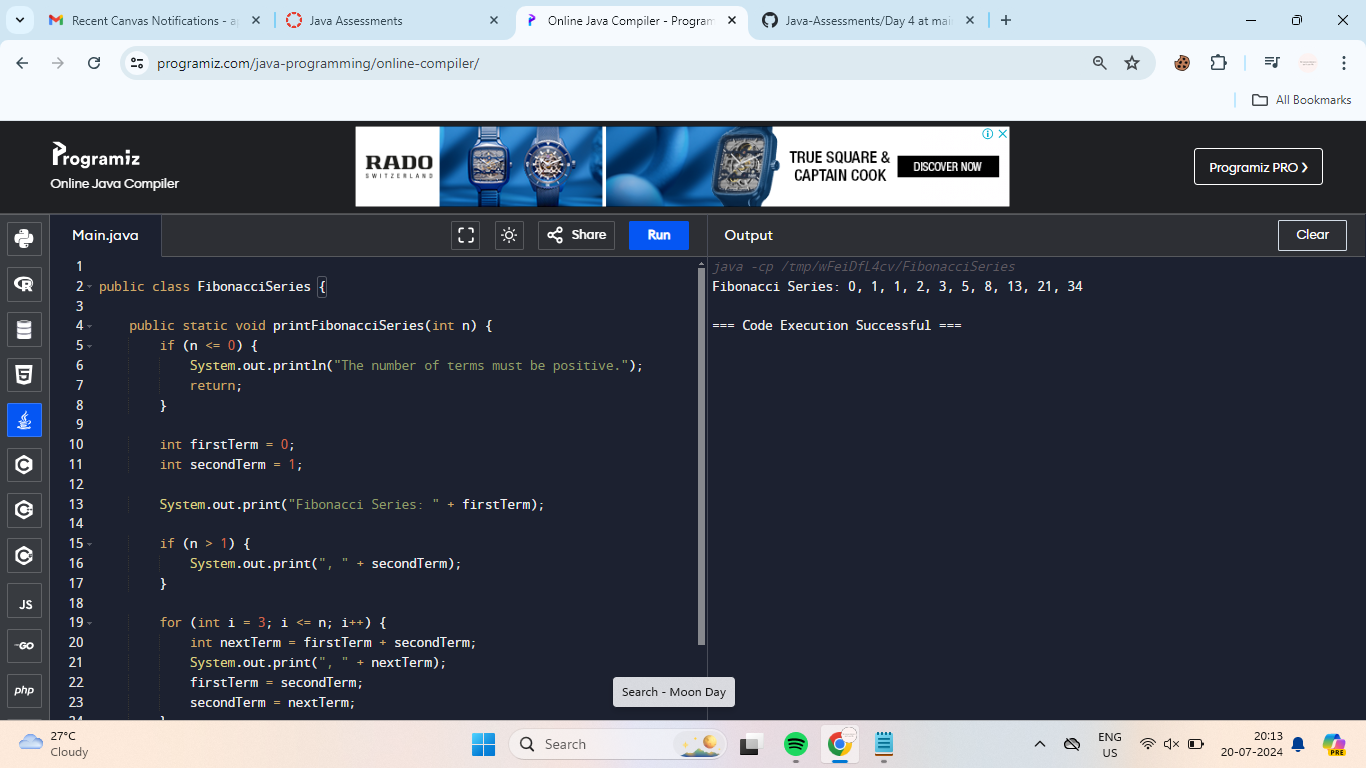 Recent Canvas Notifications - a
Java Assessments
Online Java Compiler - Program
Java-Assessments/Day 4 at mai
programiz.com/java-programming/online-compiler/
All Bookmarks
Programiz
Online Java Compiler
RADO
SWITZERLAND
TRUE SQUARE &
CAPTAIN COOK
DISCOVER NOW
Programiz PRO
Main.java
Share
Run
Output
Clear
1
2 public class FibonacciSeries {
3
4     public static void printFibonacciSeries(int n) {
5         if (n <= 0) {
6             System.out.println("The number of terms must be positive.");
7             return;
8         }
9
10         int firstTerm = 0;
11         int secondTerm = 1;
12
13         System.out.print("Fibonacci Series: " + firstTerm);
14
15         if (n > 1) {
16             System.out.print(", " + secondTerm);
17         }
18
19         for (int i = 3; i <= n; i++) {
20             int nextTerm = firstTerm + secondTerm;
21             System.out.print(", " + nextTerm);
22             firstTerm = secondTerm;
23             secondTerm = nextTerm;
24         }
java -cp /tmp/wFeiDfL4cv/FibonacciSeries
Fibonacci Series: 0, 1, 1, 2, 3, 5, 8, 13, 21, 34
=== Code Execution Successful ===
R
5
C
C
C
JS
GO
php
Search - Moon Day
27°C
Cloudy
Search
ENG
US
20:13
20-07-2024
PRE